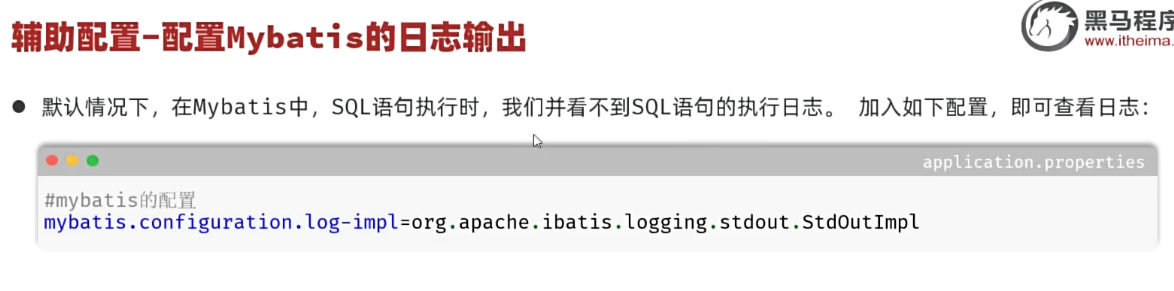 辅助配置-配置Mybatis的日志输出
黑马程序
www.itheima.
● 默认情况下，在Mybatis中，SQL语句执行时，我们并看不到SQL语句的执行日志。 加入如下配置，即可查看日志：
application.properties
#mybatis的配置
mybatis.configuration.log-impl=org.apache.ibatis.logging.stdout.StdOutImpl